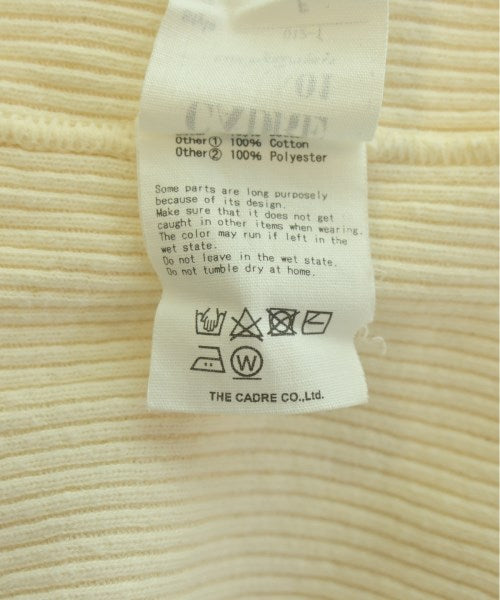 Other① 100% Cotton
Other② 100% Polyester
Some parts are long purposely
because of its design.
Make sure that it does not get
caught in other items when wearing.
The color may run if left in the
wet state.
Do not leave in the wet state.
Do not tumble dry at home.
W
THE CADRE CO.,Ltd.